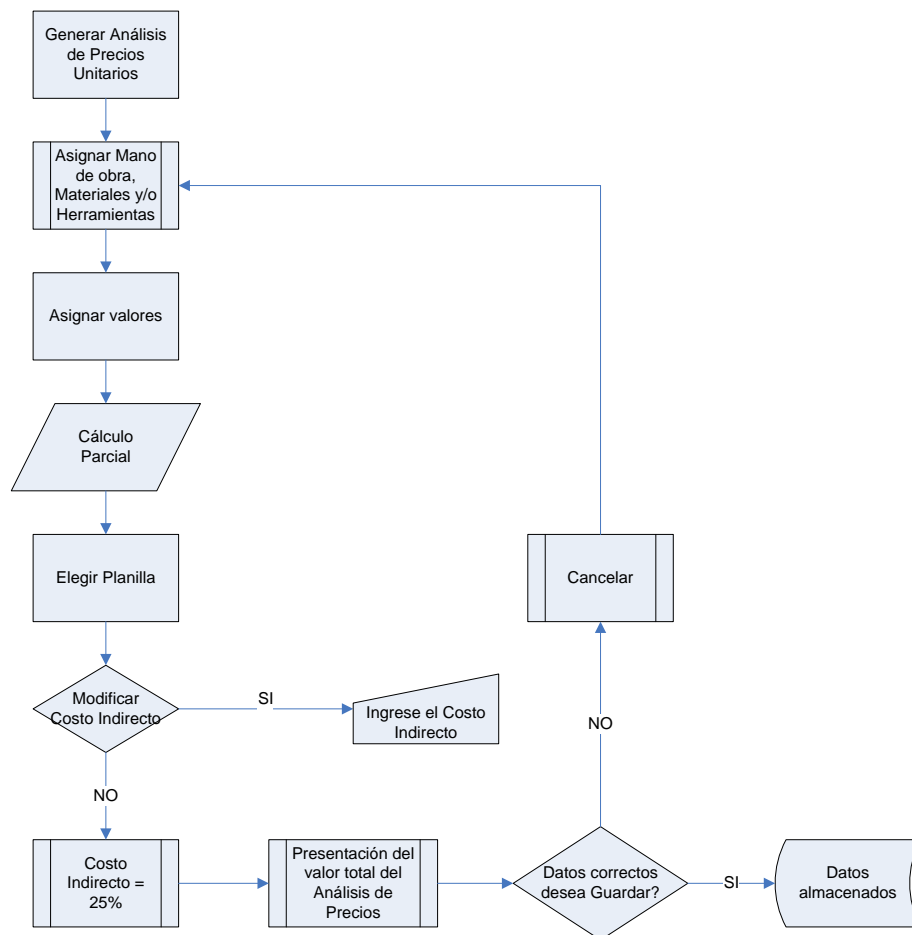 Generar Análisis
de Precios
Unitarios
Asignar Mano
de obra,
Materiales y/o
Herramientas
Asignar valores
Cálculo
Parcial
Elegir Planilla
Cancelar
Modificar
Costo Indirecto
SI
Ingrese el Costo
Indirecto
NO
NO
Costo
Indirecto =
25%
Presentación del
valor total del
Análisis de
Precios
Datos correctos
desea Guardar?
SI
Datos
almacenados